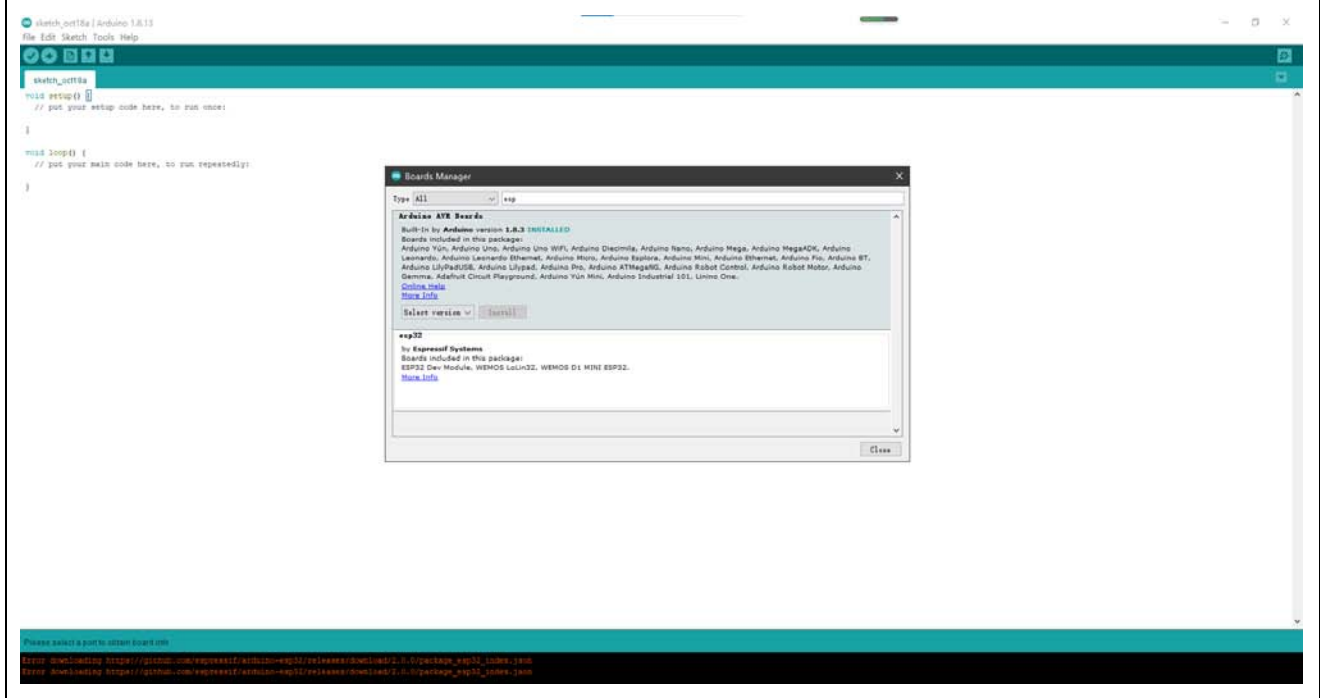 sketch_oct18a | Arduino 1.8.13
File Edit Sketch Tools Help
sketch_oct18a
void setup() {
// put your setup code here, to run once:
}
void loop() {
// put your main code here, to run repeatedly:
}
Boards Manager
Type All esp
Arduino AVR Boards
Built-In by Arduino version 1.8.3 INSTALLED
Boards included in this package:
Arduino Yún, Arduino Uno, Arduino Uno WiFi, Arduino Diecimila, Arduino Nano, Arduino Mega, Arduino MegaADK, Arduino
Leonardo, Arduino Leonardo Ethernet, Arduino Micro, Arduino Esplora, Arduino Mini, Arduino Ethernet, Arduino Fio, Arduino BT,
Arduino LilyPadUSB, Arduino Lilypad, Arduino Pro, Arduino ATMegaNG, Arduino Robot Control, Arduino Robot Motor, Arduino
Gemma, Adafruit Circuit Playground, Arduino Yún Mini, Arduino Industrial 101, Linino One.
Online Help
More Info
Select version Install
esp32
by Espressif Systems
Boards included in this package:
ESP32 Dev Module, WEMOS LoLin32, WEMOS D1 MINI ESP32.
More Info
Close
Please select a port to obtain board info
Error downloading https://github.com/espressif/arduino-esp32/releases/download/2.0.0/package_esp32_index.json
Error downloading https://github.com/espressif/arduino-esp32/releases/download/2.0.0/package_esp32_index.json